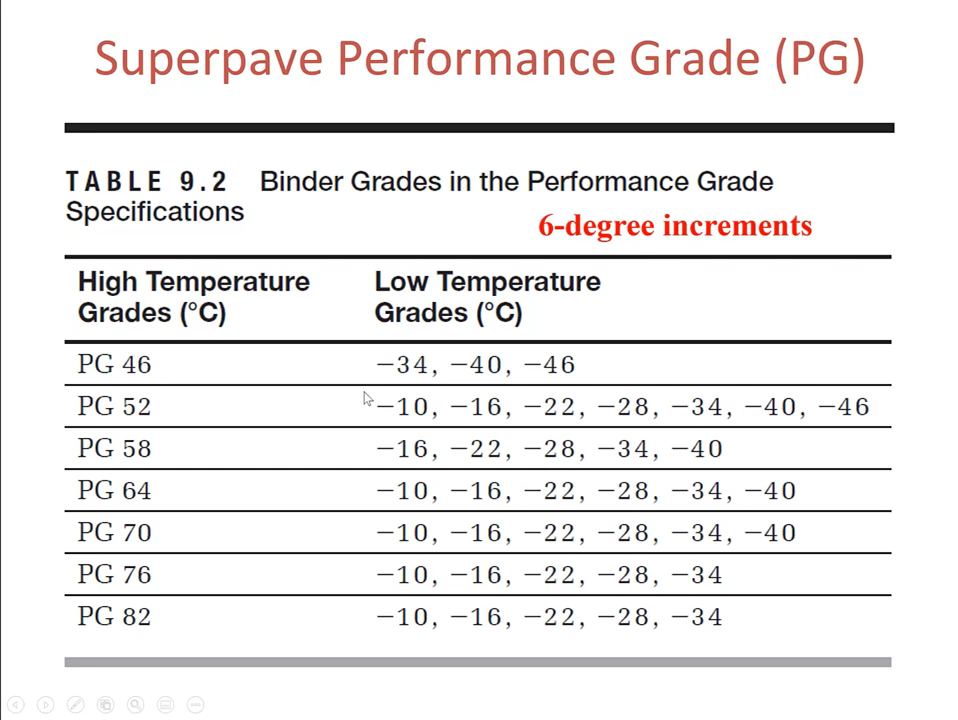 Superpave Performance Grade (PG)
TABLE 9.2 Binder Grades in the Performance Grade
Specifications
6-degree increments
High Temperature Grades (°C) Low Temperature Grades (°C)
PG 46 −34, −40, −46
PG 52 −10, −16, −22, −28, −34, −40, −46
PG 58 −16, −22, −28, −34, −40
PG 64 −10, −16, −22, −28, −34, −40
PG 70 −10, −16, −22, −28, −34, −40
PG 76 −10, −16, −22, −28, −34
PG 82 −10, −16, −22, −28, −34